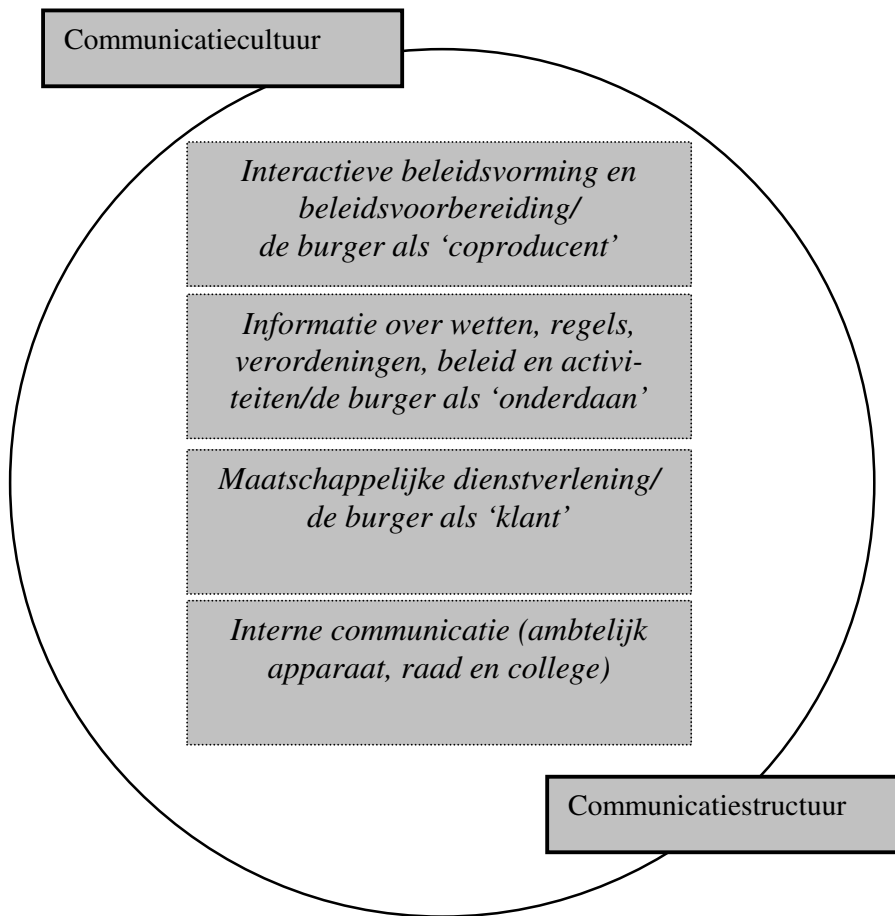 Communicatiecultuur
Interactieve beleidsvorming en
beleidsvoorbereiding/
de burger als ‘coproducent’
Informatie over wetten, regels,
verordeningen, beleid en activi-
teiten/de burger als ‘onderdaan’
Maatschappelijke dienstverlening/
de burger als ‘klant’
Interne communicatie (ambtelijk
apparaat, raad en college)
Communicatiestructuur